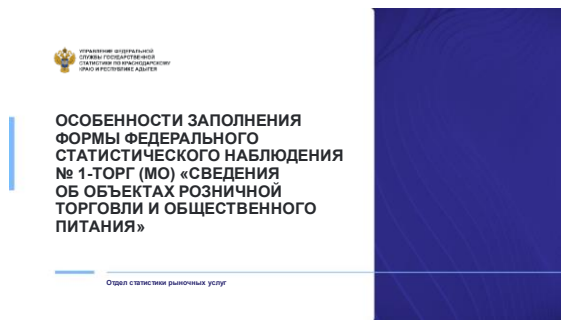 УПРАВЛЕНИЕ ФЕДЕРАЛЬНОЙ
СЛУЖБЫ ГОСУДАРСТВЕННОЙ
СТАТИСТИКИ ПО КРАСНОДАРСКОМУ
КРАЮ И РЕСПУБЛИКЕ АДЫГЕЯ
ОСОБЕННОСТИ ЗАПОЛНЕНИЯ
ФОРМЫ ФЕДЕРАЛЬНОГО
СТАТИСТИЧЕСКОГО НАБЛЮДЕНИЯ
№ 1-ТОРГ (МО) «СВЕДЕНИЯ
ОБ ОБЪЕКТАХ РОЗНИЧНОЙ
ТОРГОВЛИ И ОБЩЕСТВЕННОГО
ПИТАНИЯ»
Отдел статистики рыночных услуг